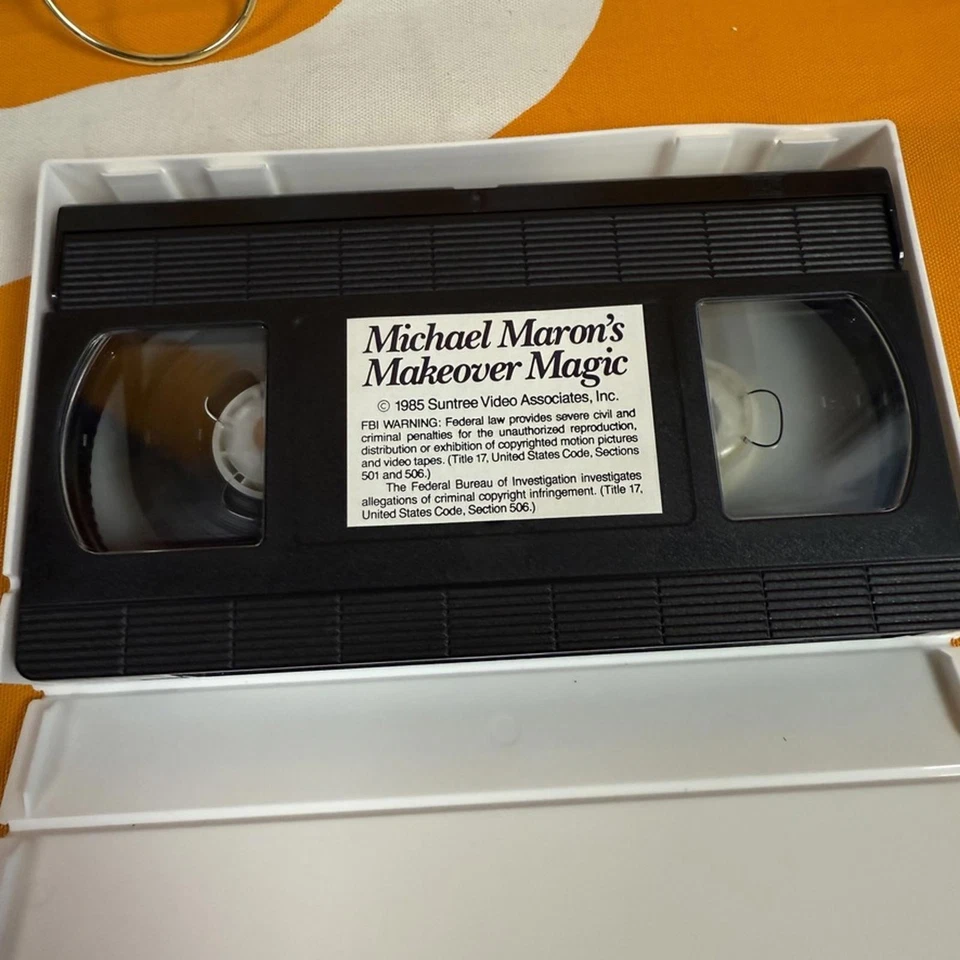 Michael Maron's
Makeover Magic
© 1985 Suntree Video Associates, Inc.
FBI WARNING: Federal law provides severe civil and
criminal penalties for the unauthorized reproduction,
distribution or exhibition of copyrighted motion pictures
and video tapes. (Title 17, United States Code, Sections
501 and 506.)
The Federal Bureau of Investigation investigates
allegations of criminal copyright infringement. (Title 17,
United States Code, Section 506.)